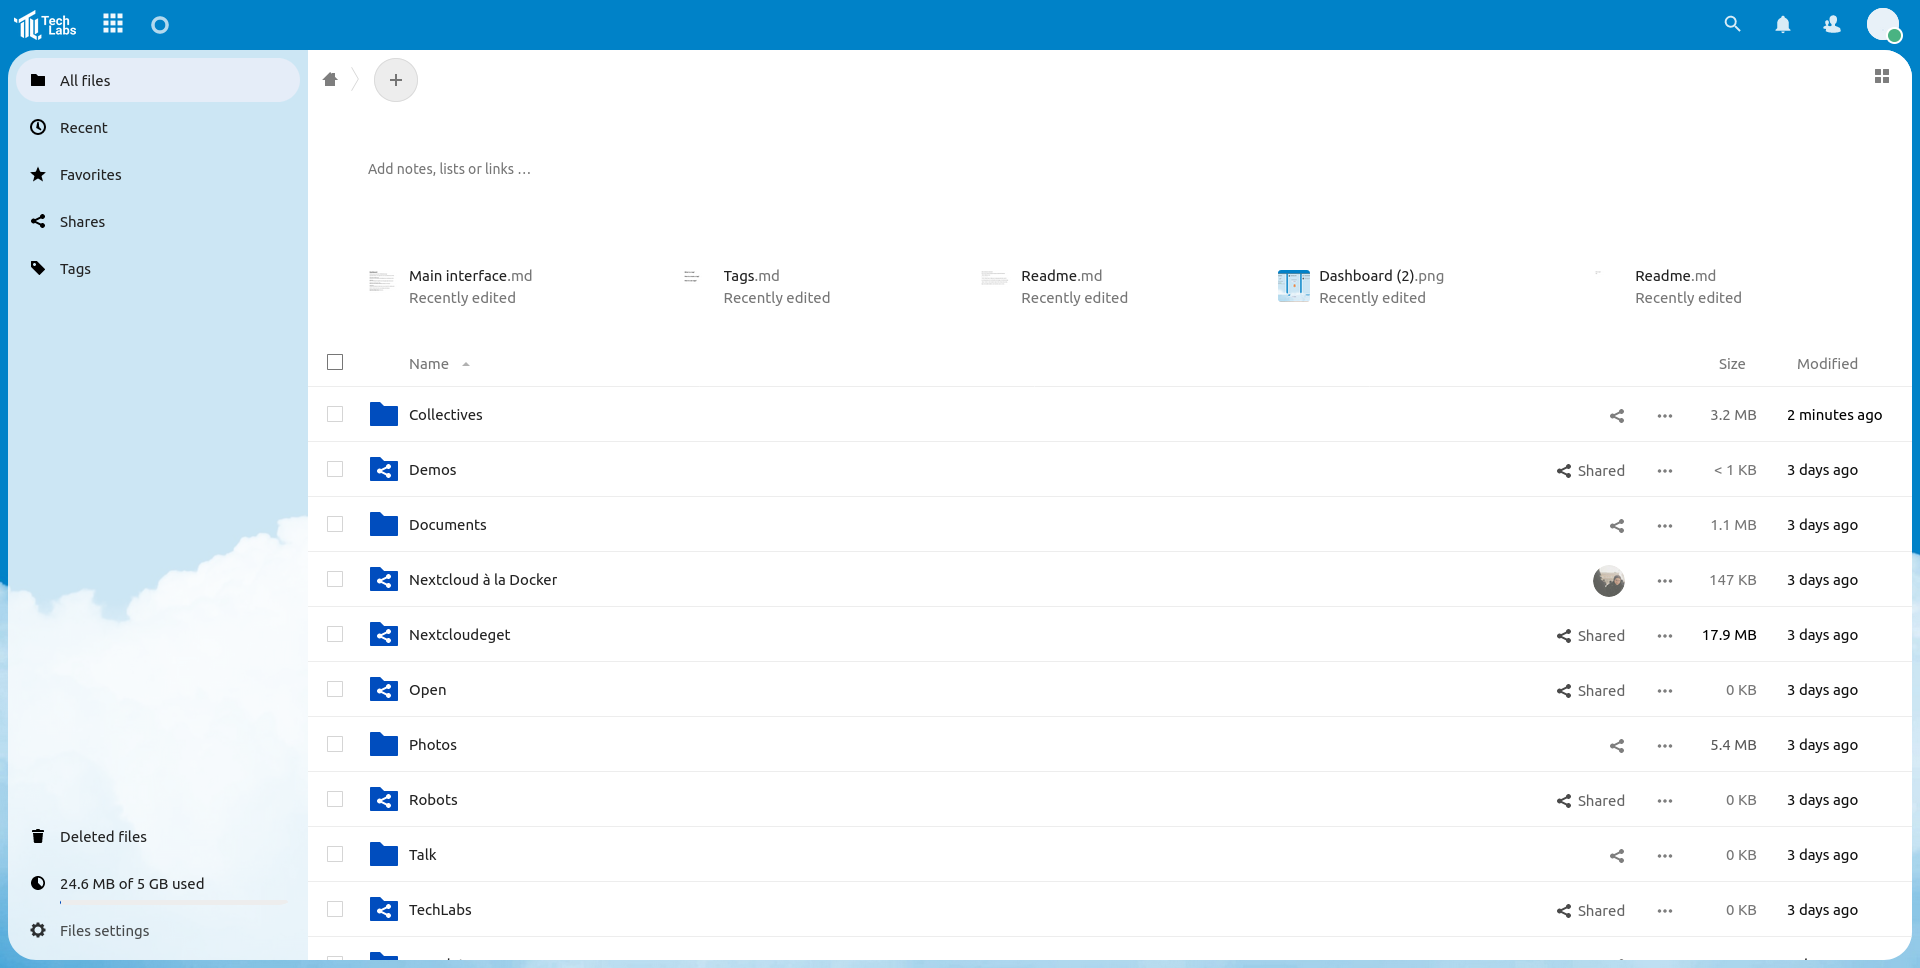 Tech
Labs
All files
Recent
Favorites
Shares
Tags
Add notes, lists or links …
Main interface.md
Recently edited
Tags.md
Recently edited
Readme.md
Recently edited
Dashboard (2).png
Recently edited
Readme.md
Recently edited
Name Size Modified
Collectives 3.2 MB 2 minutes ago
Demos Shared < 1 KB 3 days ago
Documents 1.1 MB 3 days ago
Nextcloud à la Docker 147 KB 3 days ago
Nextcloudeget Shared 17.9 MB 3 days ago
Open Shared 0 KB 3 days ago
Photos 5.4 MB 3 days ago
Robots Shared 0 KB 3 days ago
Talk 0 KB 3 days ago
TechLabs Shared 0 KB 3 days ago
Deleted files
24.6 MB of 5 GB used
Files settings